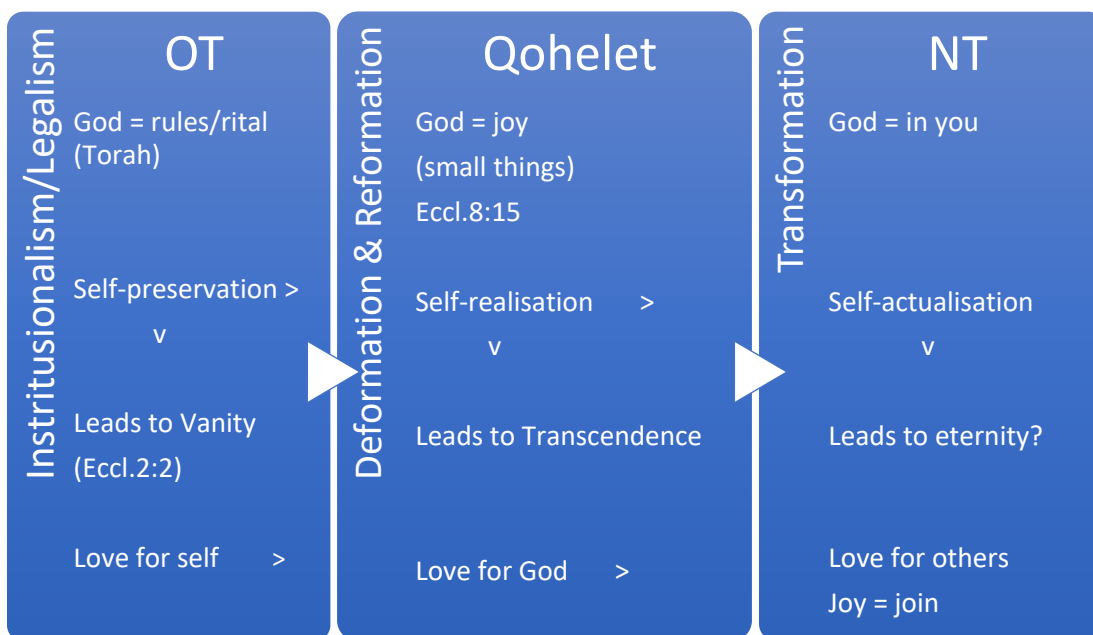 Institusionalism/Legalism
OT
God = rules/rital
(Torah)
Self-preservation >
v
Leads to Vanity
(Eccl.2:2)
Love for self >
Deformation & Reformation
Qohelet
God = joy
(small things)
Eccl.8:15
Self-realisation >
v
Leads to Transcendence
Love for God >
Transformation
NT
God = in you
Self-actualisation
v
Leads to eternity?
Love for others
Joy = join